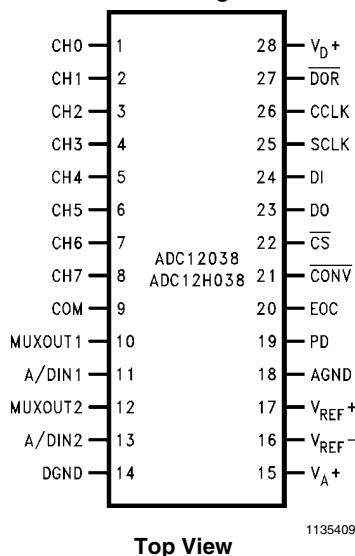 CH0 1 28 VD+
CH1 2 27 DOR
CH2 3 26 CCLK
CH3 4 25 SCLK
CH4 5 24 DI
CH5 6 23 DO
CH6 7 22 CS
ADC12038
CH7 8 21 CONV
ADC12H038
COM 9 20 EOC
MUXOUT1 10 19 PD
A/DIN1 11 18 AGND
MUXOUT2 12 17 VREF+
A/DIN2 13 16 VREF−
DGND 14 15 VA+
1135409
Top View